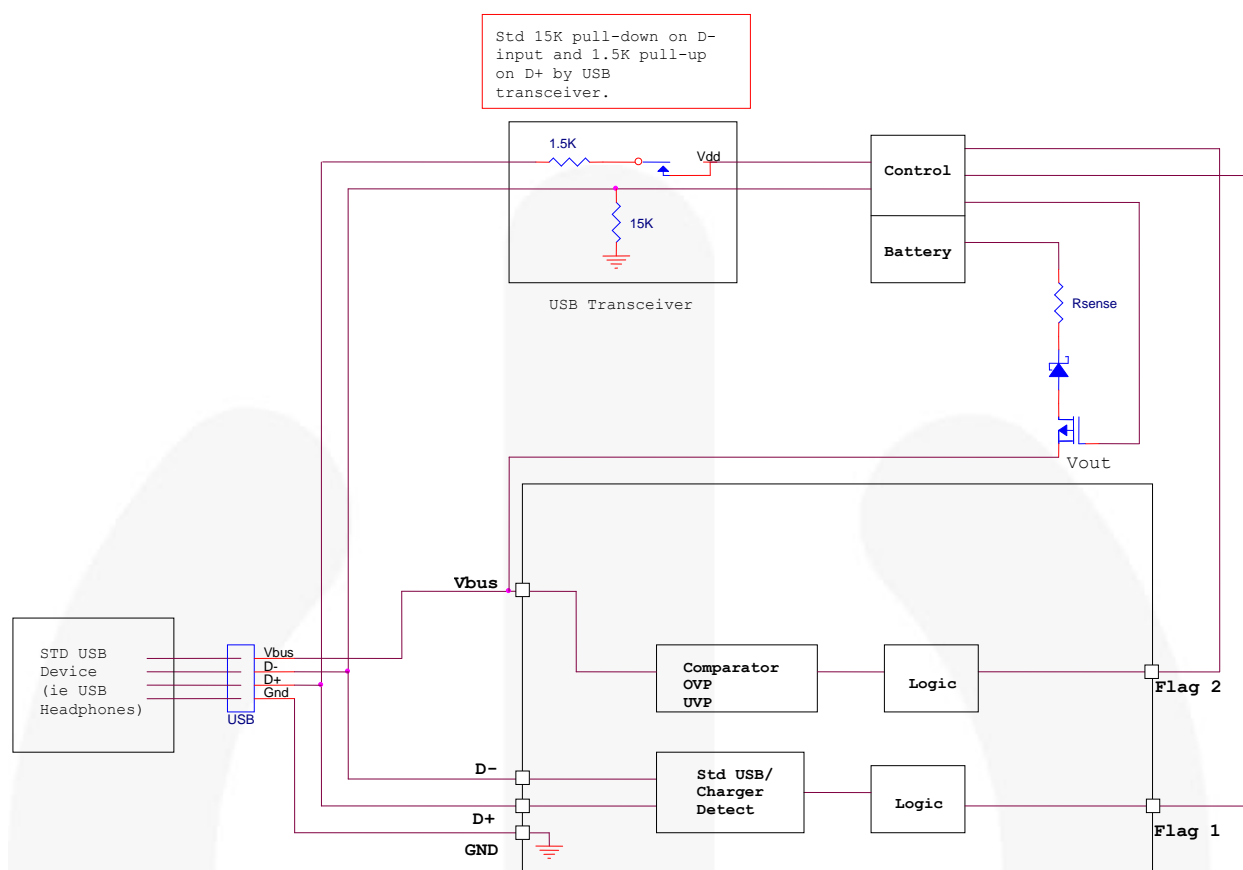 Std 15K pull-down on D-
input and 1.5K pull-up
on D+ by USB
transceiver.
1.5K
Vdd
15K
USB Transceiver
Control
Battery
Rsense
Vout
Vbus
STD USB
Device
(ie USB
Headphones)
Vbus
D-
D+
Gnd
USB
Comparator
OVP
UVP
Logic
Flag 2
D-
D+
GND
Std USB/
Charger
Detect
Logic
Flag 1